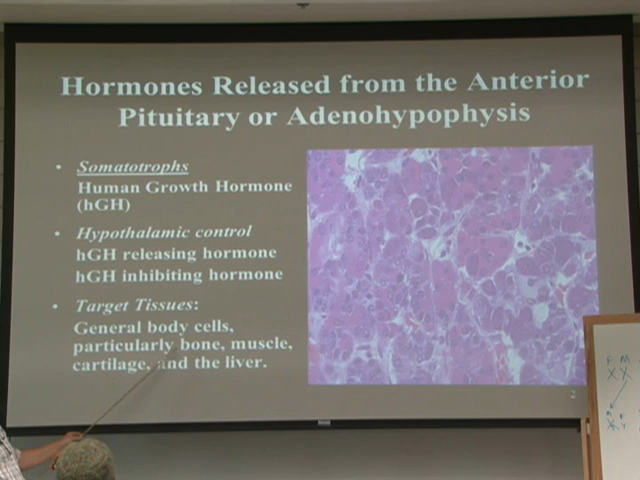 Hormones Released from the Anterior
Pituitary or Adenohypophysis
• Somatotrophs
Human Growth Hormone
(hGH)
• Hypothalamic control
hGH releasing hormone
hGH inhibiting hormone
• Target Tissues:
General body cells,
particularly bone, muscle,
cartilage, and the liver.
2
F M
X X